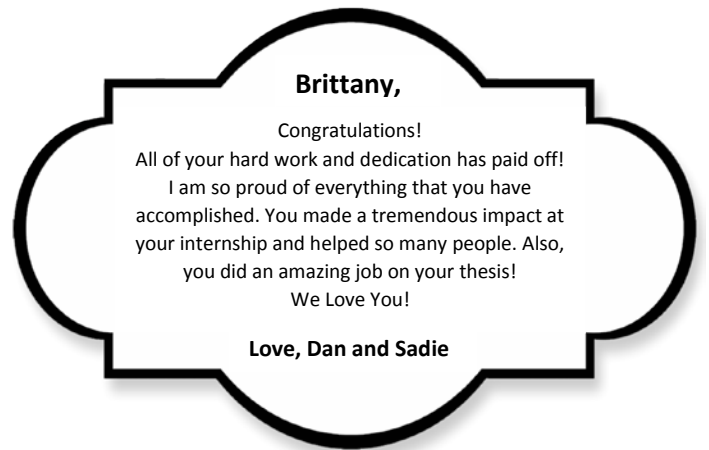 Brittany,
Congratulations!
All of your hard work and dedication has paid off!
I am so proud of everything that you have
accomplished. You made a tremendous impact at
your internship and helped so many people. Also,
you did an amazing job on your thesis!
We Love You!
Love, Dan and Sadie